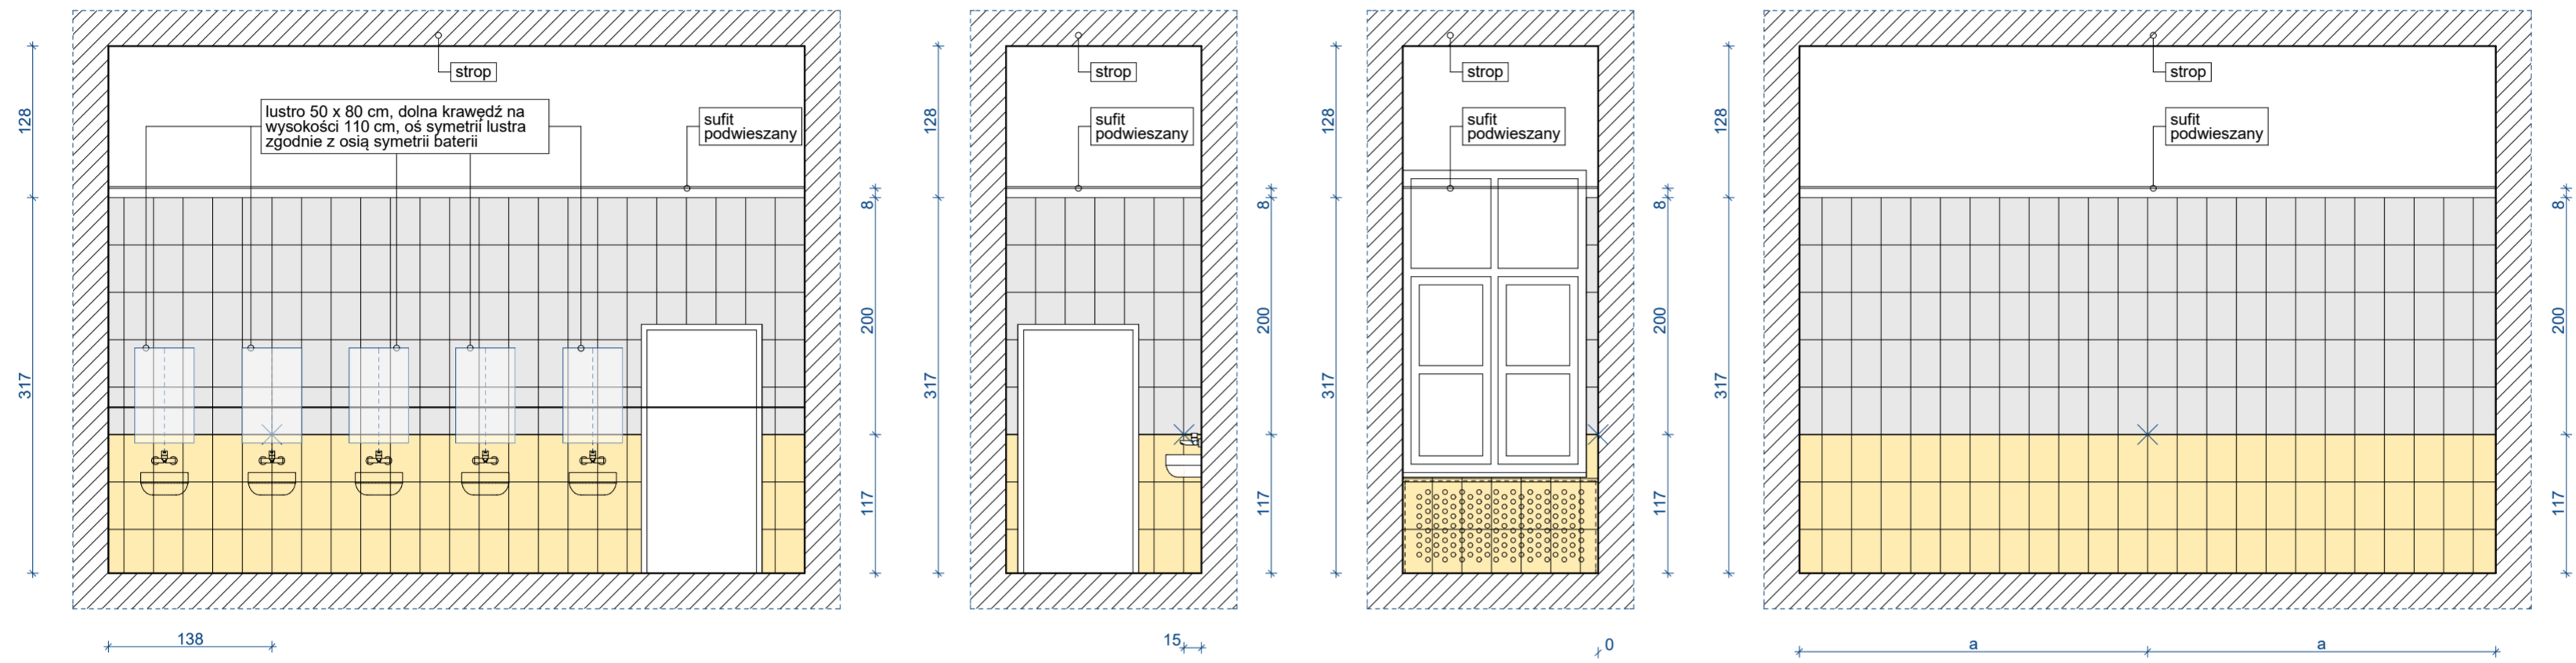 strop
lustro 50 x 80 cm, dolna krawędź na
wysokości 110 cm, oś symetrii lustra
zgodnie z osią symetrii baterii
sufit
podwieszany
128
317
8
200
117
138
strop
sufit
podwieszany
128
317
8
200
117
15
strop
sufit
podwieszany
128
317
8
200
117
0
strop
sufit
podwieszany
128
317
8
200
117
a
a